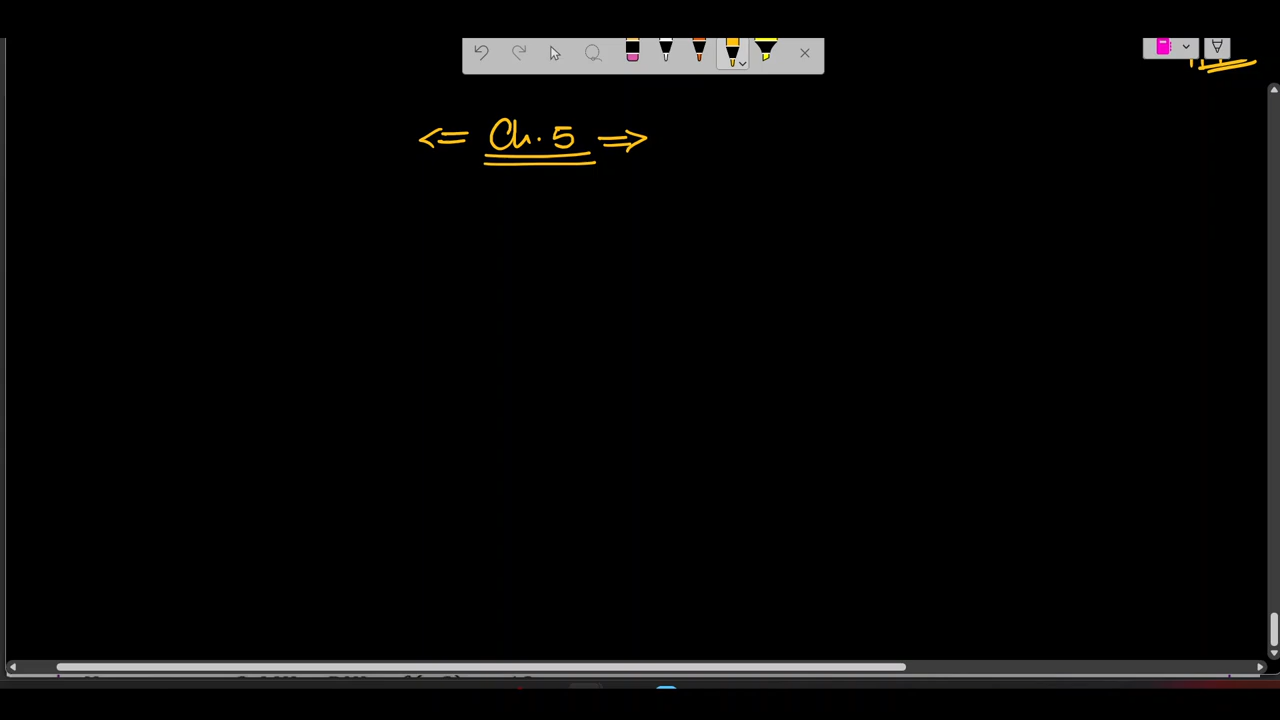 <= Ch. 5 =>